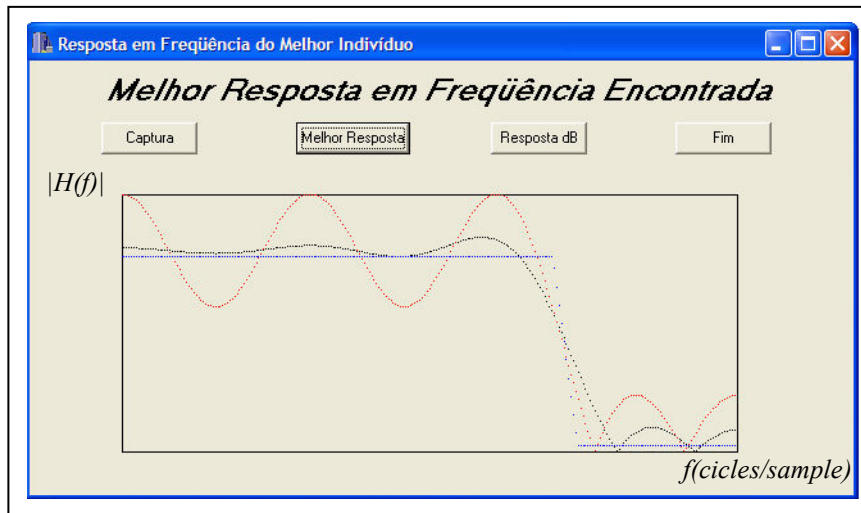 Resposta em Freqüência do Melhor Indivíduo
Melhor Resposta em Freqüência Encontrada
Captura
Melhor Resposta
Resposta dB
Fim
|H(f)|
f(cicles/sample)